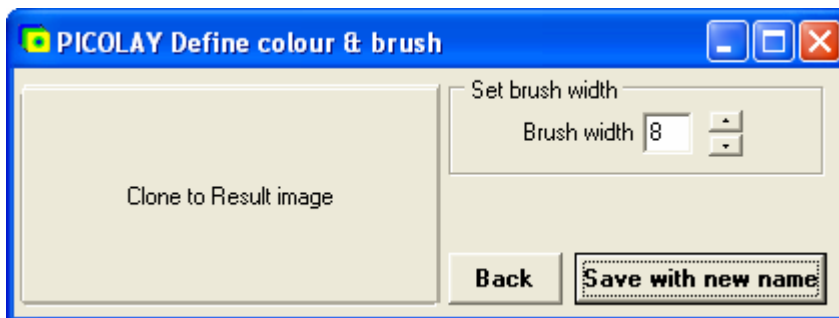 PICOLAY Define colour & brush
Clone to Result image
Set brush width
Brush width 8
Back
Save with new name